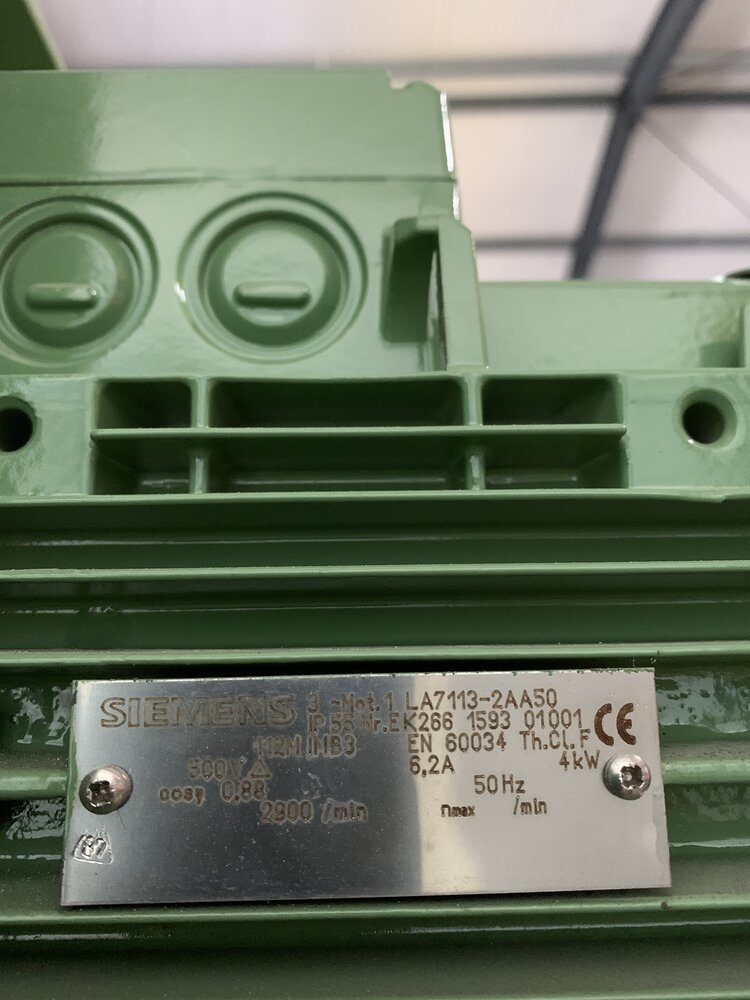 SIEMENS 3 ~Mot. 1 LA7113-2AA50
IP 55 Nr.EK266 1593 01001 CE
112M IMB3 EN 60034 Th.Cl.F
500V △ 6,2A 4kW
cosφ 0,88 50Hz
/min nmax /min